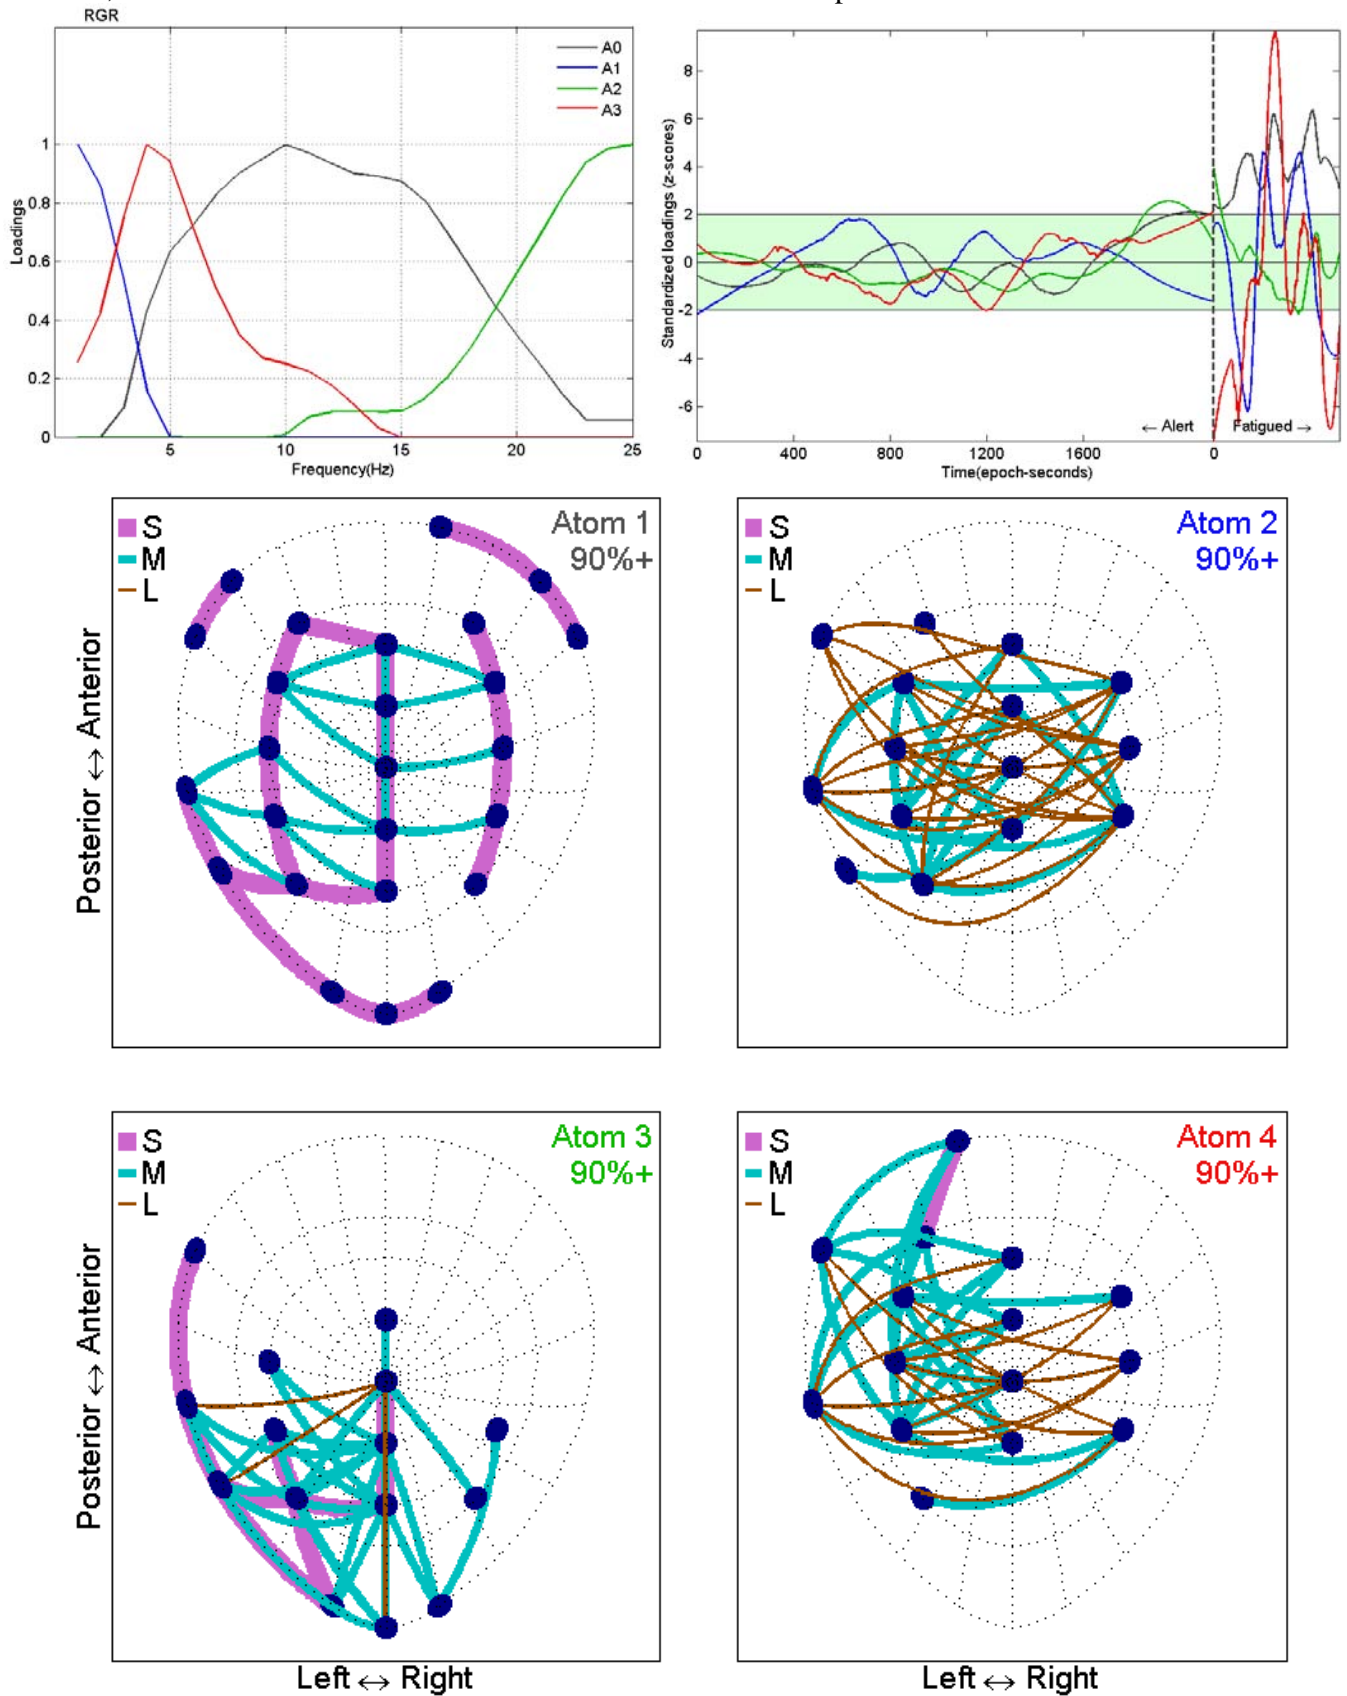 RGR
A0
A1
A2
A3
1
0.8
0.6
0.4
0.2
0
Loadings
5
10
15
20
25
Frequency(Hz)
8
6
4
2
0
-2
-4
-6
Standardized loadings (z-scores)
← Alert
Fatigued →
0
400
800
1200
1600
0
Time(epoch-seconds)
S
M
L
Atom 1
90%+
Posterior ↔ Anterior
S
M
L
Atom 2
90%+
S
M
L
Atom 3
90%+
Posterior ↔ Anterior
Left ↔ Right
S
M
L
Atom 4
90%+
Left ↔ Right